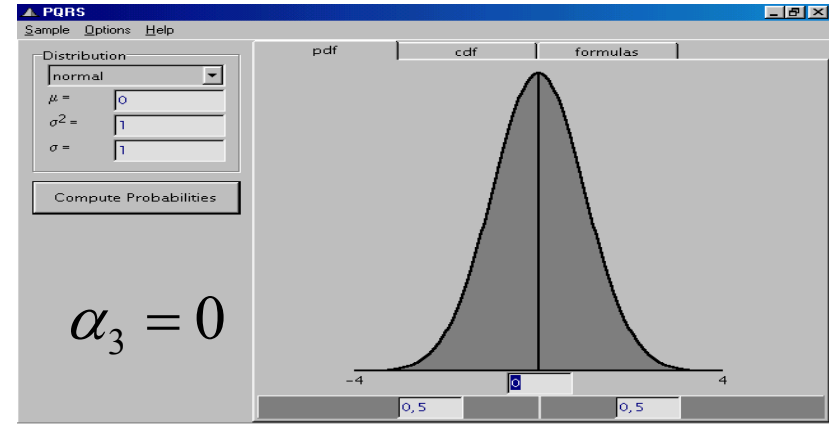 PQRS
Sample Options Help
Distribution
normal
μ = 0
σ² = 1
σ = 1
Compute Probabilities
α₃ = 0
pdf cdf formulas
-4 0 4
0,5 0,5